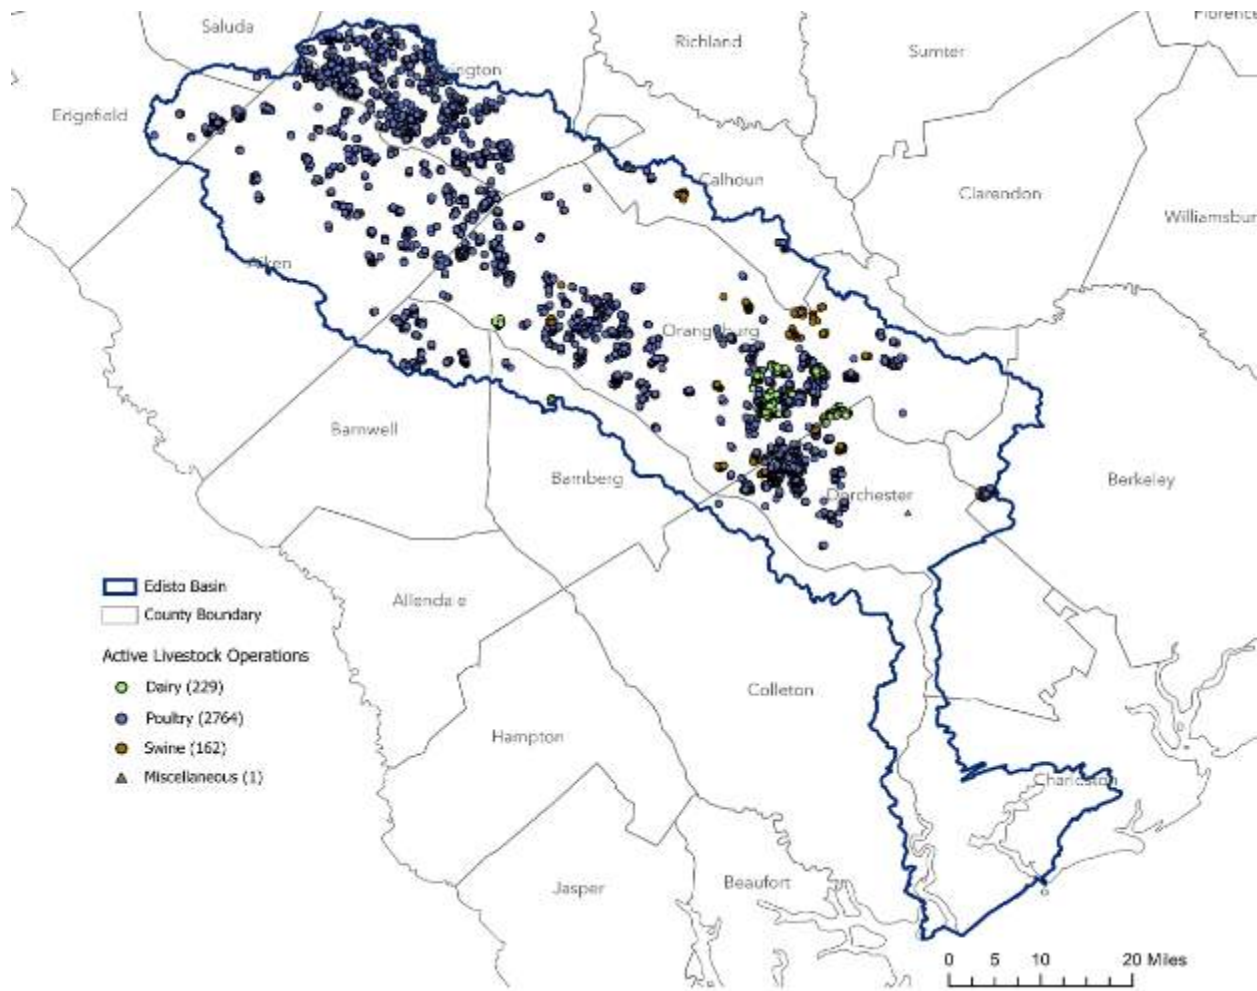 Florence
Saluda
Richland
Sumter
ington
Edgefield
Calhoun
Clarendon
Williamsbur
Aiken
Orangeburg
Barnwell
Bamberg
Berkeley
Dorchester
Edisto Basin
County Boundary
Allendale
Active Livestock Operations
Dairy (229)
Colleton
Poultry (2764)
Hampton
Swine (162)
Miscellaneous (1)
Charleston
Jasper
Beaufort
0 5 10 20 Miles